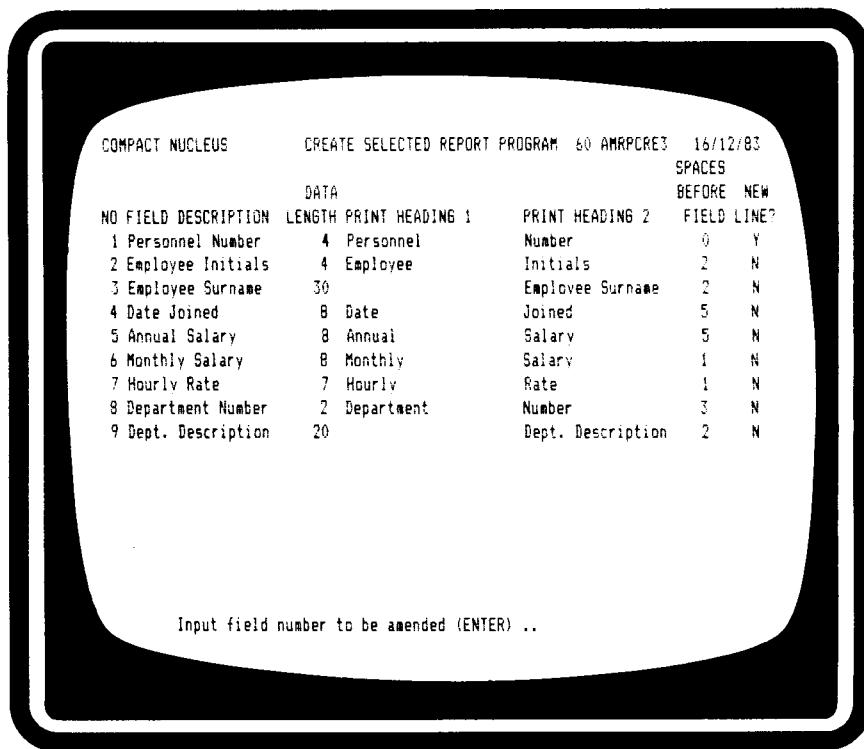 COMPACT NUCLEUS CREATE SELECTED REPORT PROGRAM 60 AMRPCRE3 16/12/83
SPACES
DATA BEFORE NEW
NO FIELD DESCRIPTION LENGTH PRINT HEADING 1 PRINT HEADING 2 FIELD LINE?
1 Personnel Number 4 Personnel Number 0 Y
2 Employee Initials 4 Employee Initials 2 N
3 Employee Surname 30 Employee Surname 2 N
4 Date Joined 8 Date Joined 5 N
5 Annual Salary 8 Annual Salary 5 N
6 Monthly Salary 8 Monthly Salary 1 N
7 Hourly Rate 7 Hourly Rate 1 N
8 Department Number 2 Department Number 3 N
9 Dept. Description 20 Dept. Description 2 N
Input field number to be amended (ENTER) ..